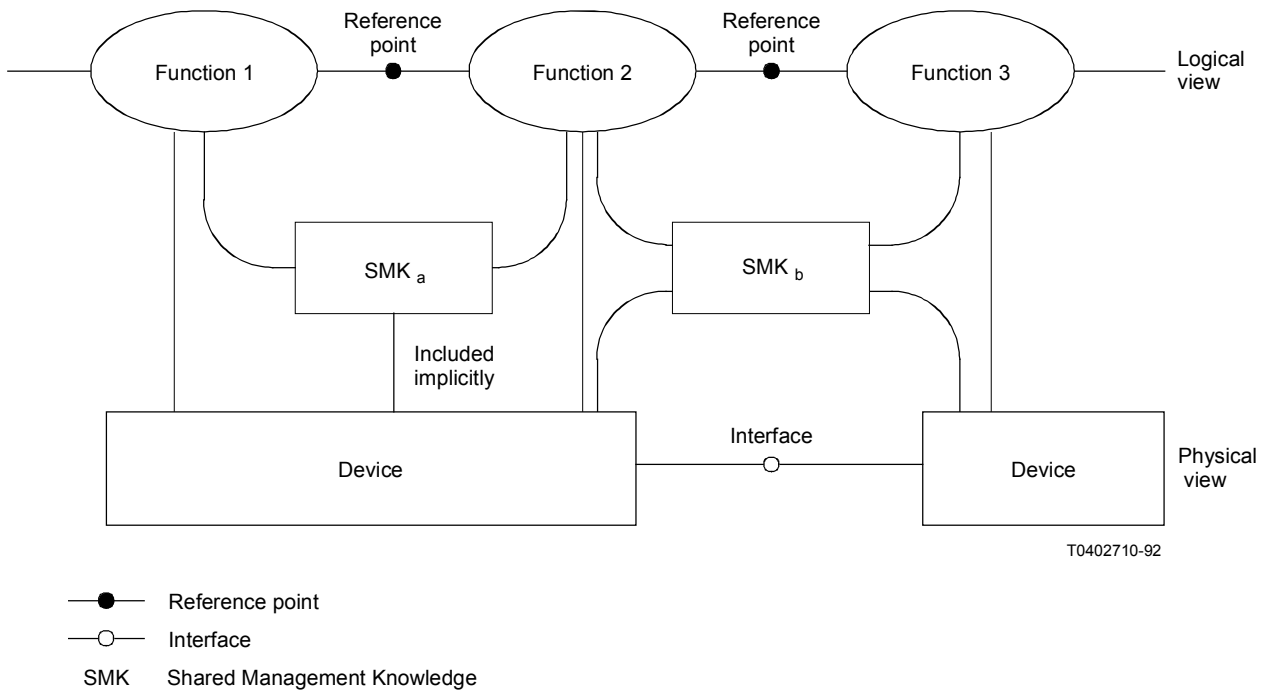 Reference
point
Reference
point
Function 1
Function 2
Function 3
Logical
view
SMK a
SMK b
Included
implicitly
Interface
Device
Device
Physical
view
T0402710-92
Reference point
Interface
SMK Shared Management Knowledge